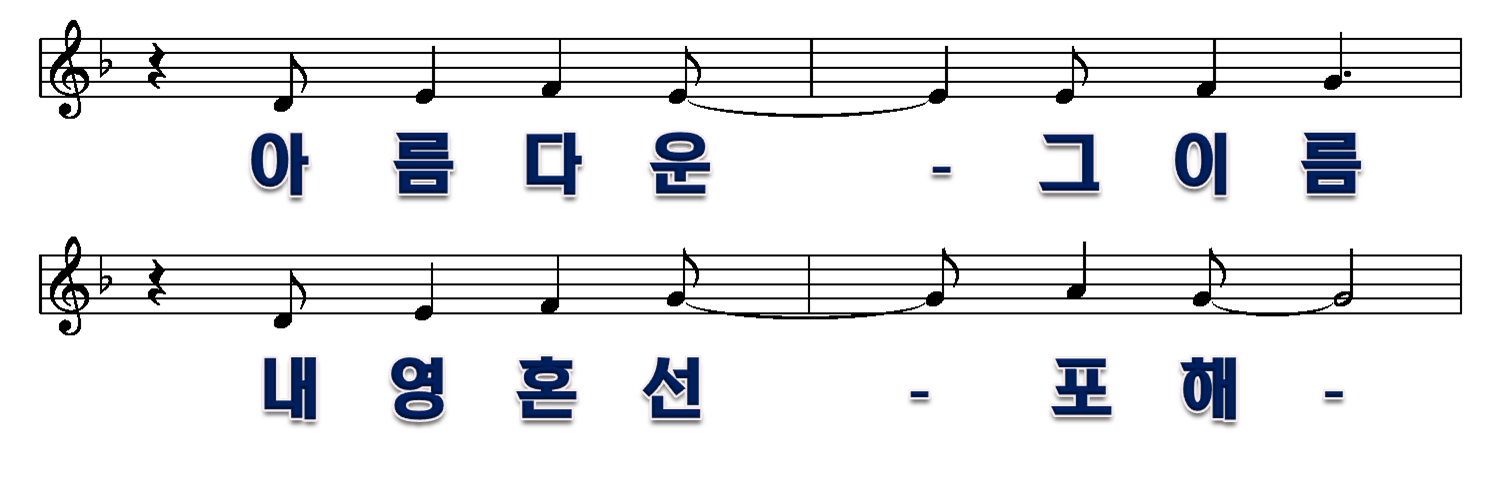 아 름 다 운 - 그 이 름
내 영 혼 선 - 포 해 -